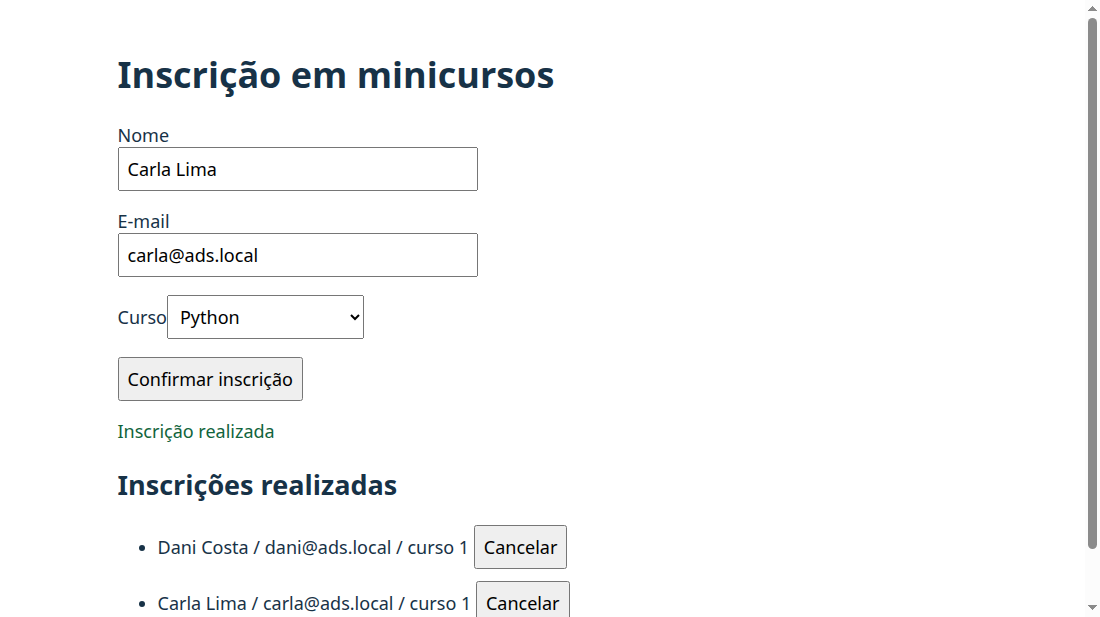 Inscrição em minicursos
Nome
Carla Lima
E-mail
carla@ads.local
Curso Python
Confirmar inscrição
Inscrição realizada
Inscrições realizadas
Dani Costa / dani@ads.local / curso 1 Cancelar
Carla Lima / carla@ads.local / curso 1 Cancelar